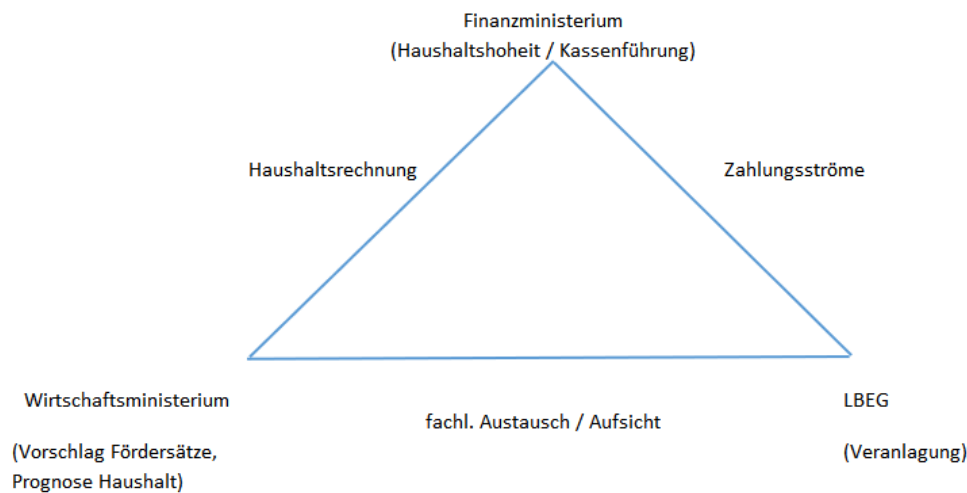 Finanzministerium
(Haushaltshoheit / Kassenführung)
Haushaltsrechnung
Zahlungsströme
Wirtschaftsministerium
LBEG
fachl. Austausch / Aufsicht
(Vorschlag Fördersätze,
Prognose Haushalt)
(Veranlagung)